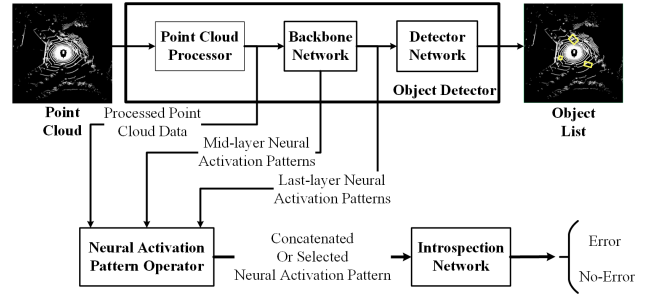 Point Cloud
Processor
Backbone
Network
Detector
Network
Object Detector
Point
Cloud
Object
List
Processed Point
Cloud Data
Mid-layer Neural
Activation Patterns
Last-layer Neural
Activation Patterns
Neural Activation
Pattern Operator
Concatenated
Or Selected
Neural Activation Pattern
Introspection
Network
Error
No-Error